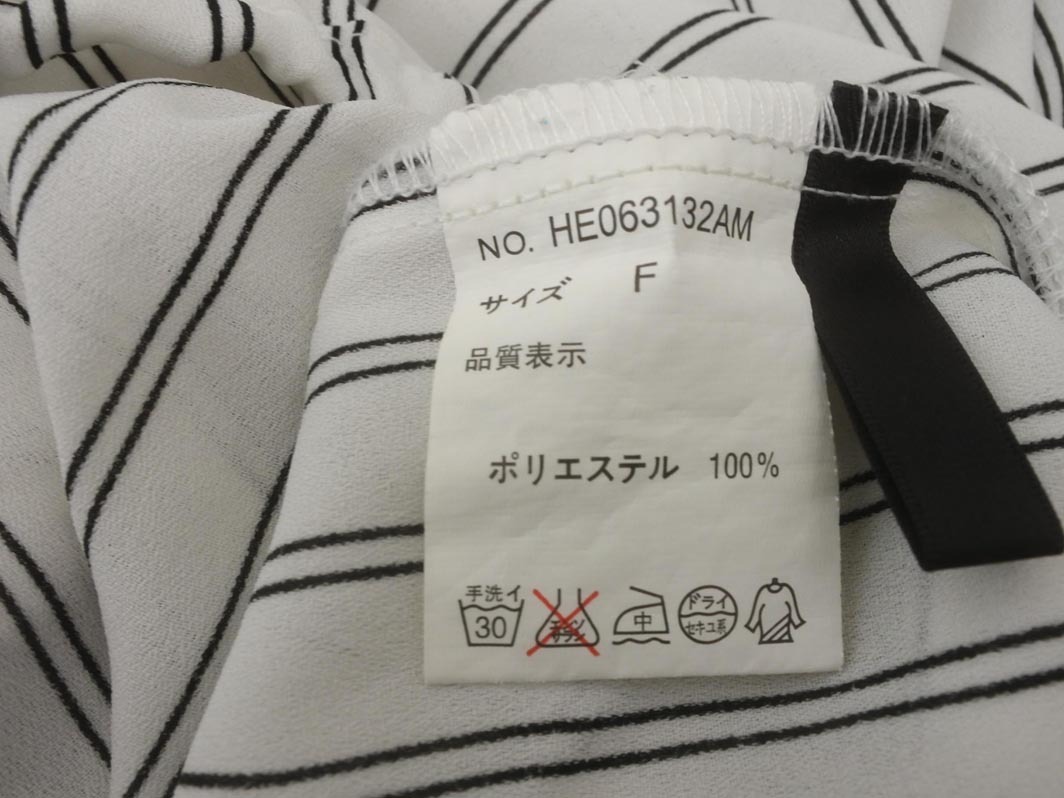 NO. HE063132AM
サイズ F
品質表示
ポリエステル 100%
手洗イ
30
中
ドライ
セキユ系